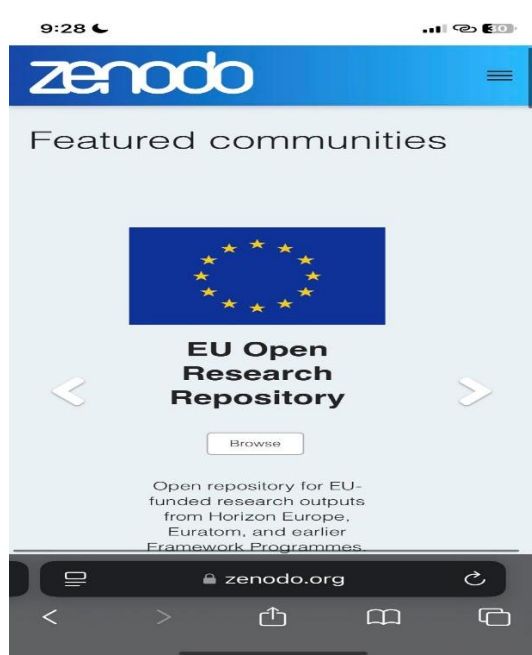 9:28
30
zenodo
Featured communities
EU Open
Research
Repository
Browse
Open repository for EU-
funded research outputs
from Horizon Europe,
Euratom, and earlier
Framework Programmes.
zenodo.org